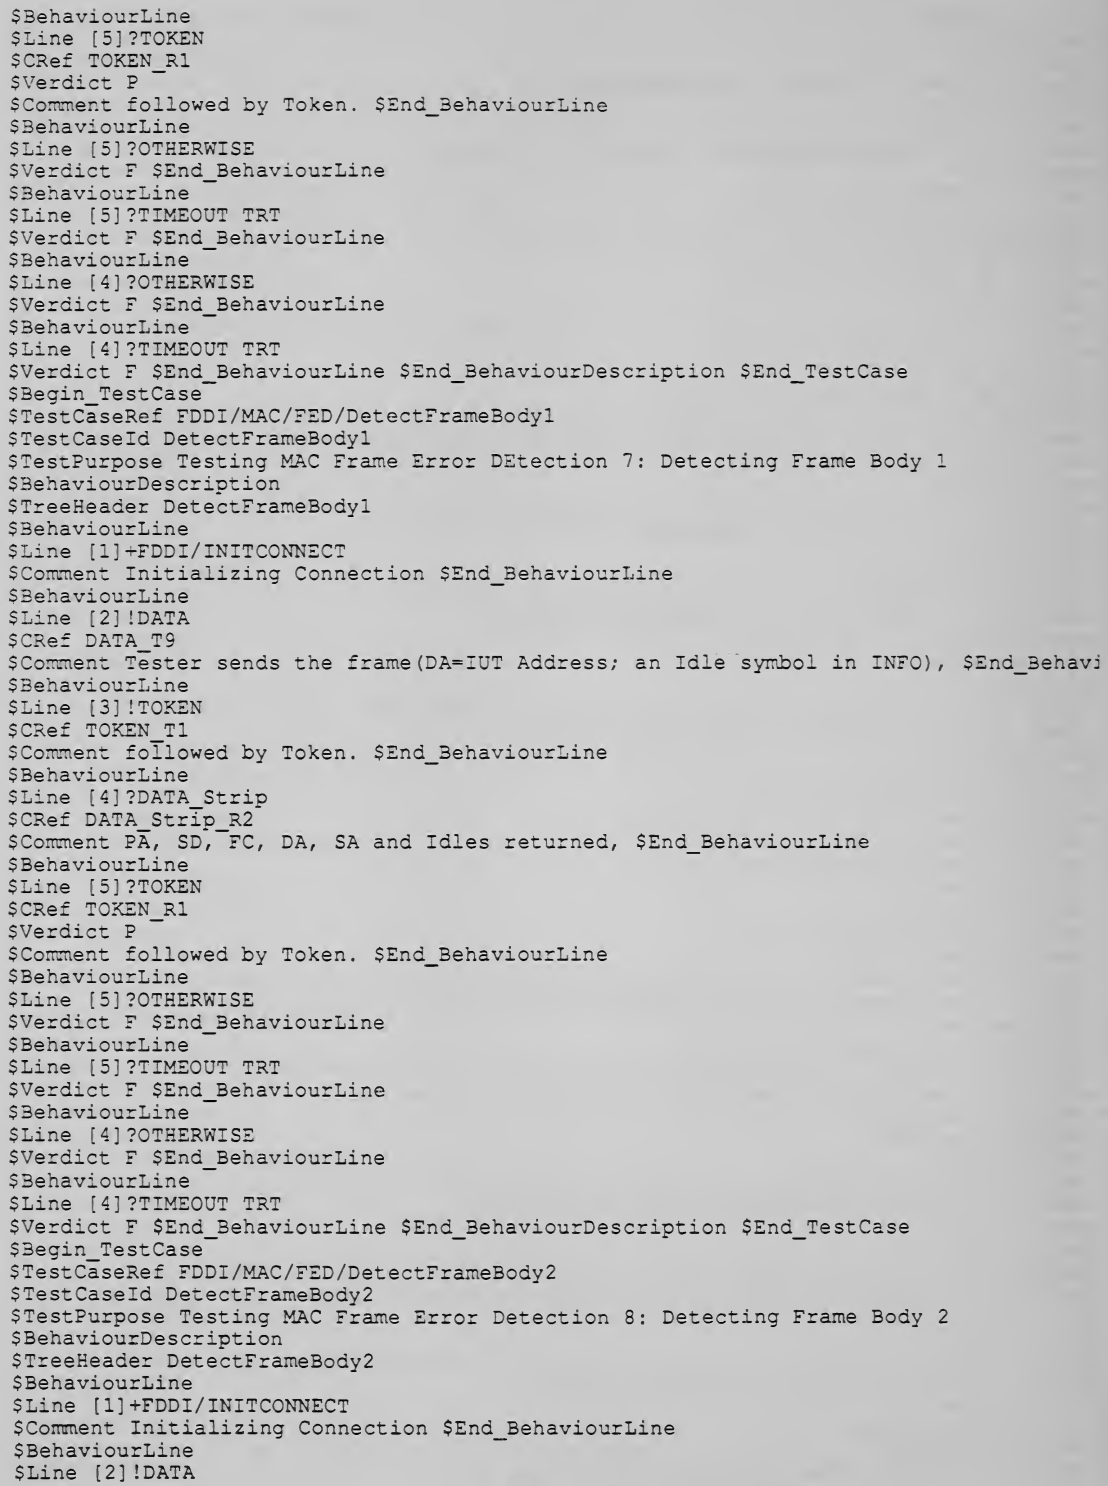 $BehaviourLine
$Line [5]?TOKEN
$CRef TOKEN_R1
$Verdict P
$Comment followed by Token. $End_BehaviourLine
$BehaviourLine
$Line [5]?OTHERWISE
$Verdict F $End_BehaviourLine
$BehaviourLine
$Line [5]?TIMEOUT TRT
$Verdict F $End_BehaviourLine
$BehaviourLine
$Line [4]?OTHERWISE
$Verdict F $End_BehaviourLine
$BehaviourLine
$Line [4]?TIMEOUT TRT
$Verdict F $End_BehaviourLine $End_BehaviourDescription $End_TestCase
$Begin_TestCase
$TestCaseRef FDDI/MAC/FED/DetectFrameBody1
$TestCaseId DetectFrameBody1
$TestPurpose Testing MAC Frame Error DEtection 7: Detecting Frame Body 1
$BehaviourDescription
$TreeHeader DetectFrameBody1
$BehaviourLine
$Line [1]+FDDI/INITCONNECT
$Comment Initializing Connection $End_BehaviourLine
$BehaviourLine
$Line [2]!DATA
$CRef DATA_T9
$Comment Tester sends the frame(DA=IUT Address; an Idle symbol in INFO), $End_Behavi
$BehaviourLine
$Line [3]!TOKEN
$CRef TOKEN_T1
$Comment followed by Token. $End_BehaviourLine
$BehaviourLine
$Line [4]?DATA_Strip
$CRef DATA_Strip_R2
$Comment PA, SD, FC, DA, SA and Idles returned, $End_BehaviourLine
$BehaviourLine
$Line [5]?TOKEN
$CRef TOKEN_R1
$Verdict P
$Comment followed by Token. $End_BehaviourLine
$BehaviourLine
$Line [5]?OTHERWISE
$Verdict F $End_BehaviourLine
$BehaviourLine
$Line [5]?TIMEOUT TRT
$Verdict F $End_BehaviourLine
$BehaviourLine
$Line [4]?OTHERWISE
$Verdict F $End_BehaviourLine
$BehaviourLine
$Line [4]?TIMEOUT TRT
$Verdict F $End_BehaviourLine $End_BehaviourDescription $End_TestCase
$Begin_TestCase
$TestCaseRef FDDI/MAC/FED/DetectFrameBody2
$TestCaseId DetectFrameBody2
$TestPurpose Testing MAC Frame Error Detection 8: Detecting Frame Body 2
$BehaviourDescription
$TreeHeader DetectFrameBody2
$BehaviourLine
$Line [1]+FDDI/INITCONNECT
$Comment Initializing Connection $End_BehaviourLine
$BehaviourLine
$Line [2]!DATA